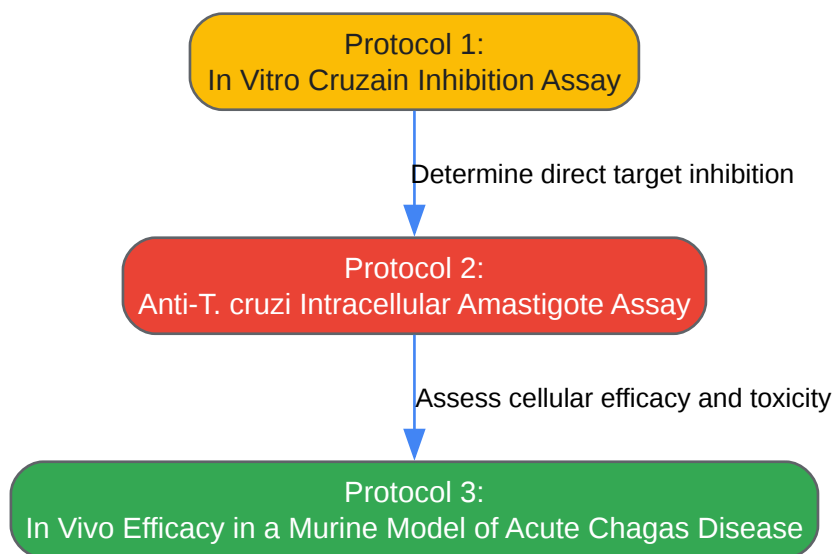 Protocol 1:
In Vitro Cruzain Inhibition Assay
Determine direct target inhibition
Protocol 2:
Anti-T. cruzi Intracellular Amastigote Assay
Assess cellular efficacy and toxicity
Protocol 3:
In Vivo Efficacy in a Murine Model of Acute Chagas Disease